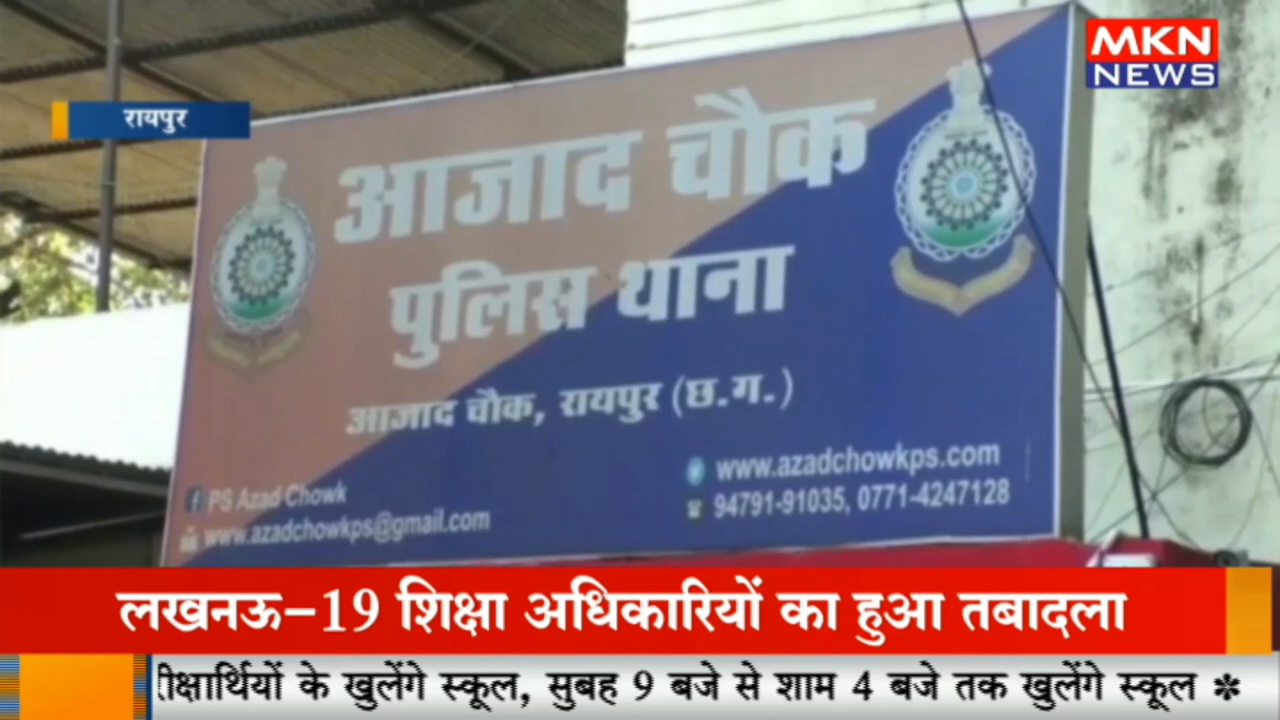 MKN
NEWS
रायपुर
आजाद चौक
पुलिस थाना
आजाद चौक, रायपुर (छ.ग.)
PS Azad Chowk
www.azadchowkps@gmail.com
www.azadchowkps.com
94791-91035, 0771-4247128
लखनऊ-19 शिक्षा अधिकारियों का हुआ तबादला
के खुलेंगे स्कूल, सुबह 9 बजे से शाम 4 बजे तक खुलेंगे स्कूल *